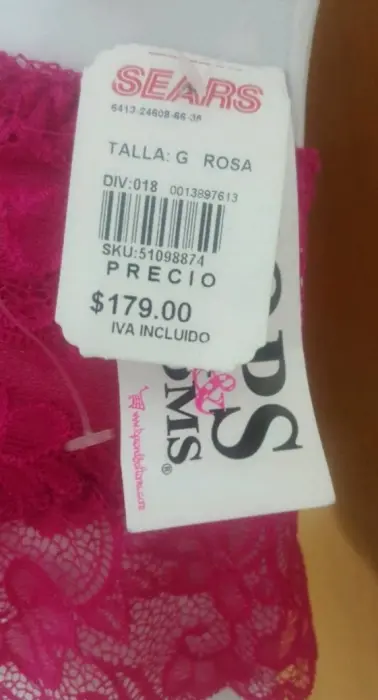 SEARS
6413-24608-66-38
TALLA: G ROSA
DIV:018 0013897613
SKU:51098874
PRECIO
$179.00
IVA INCLUIDO
&
®